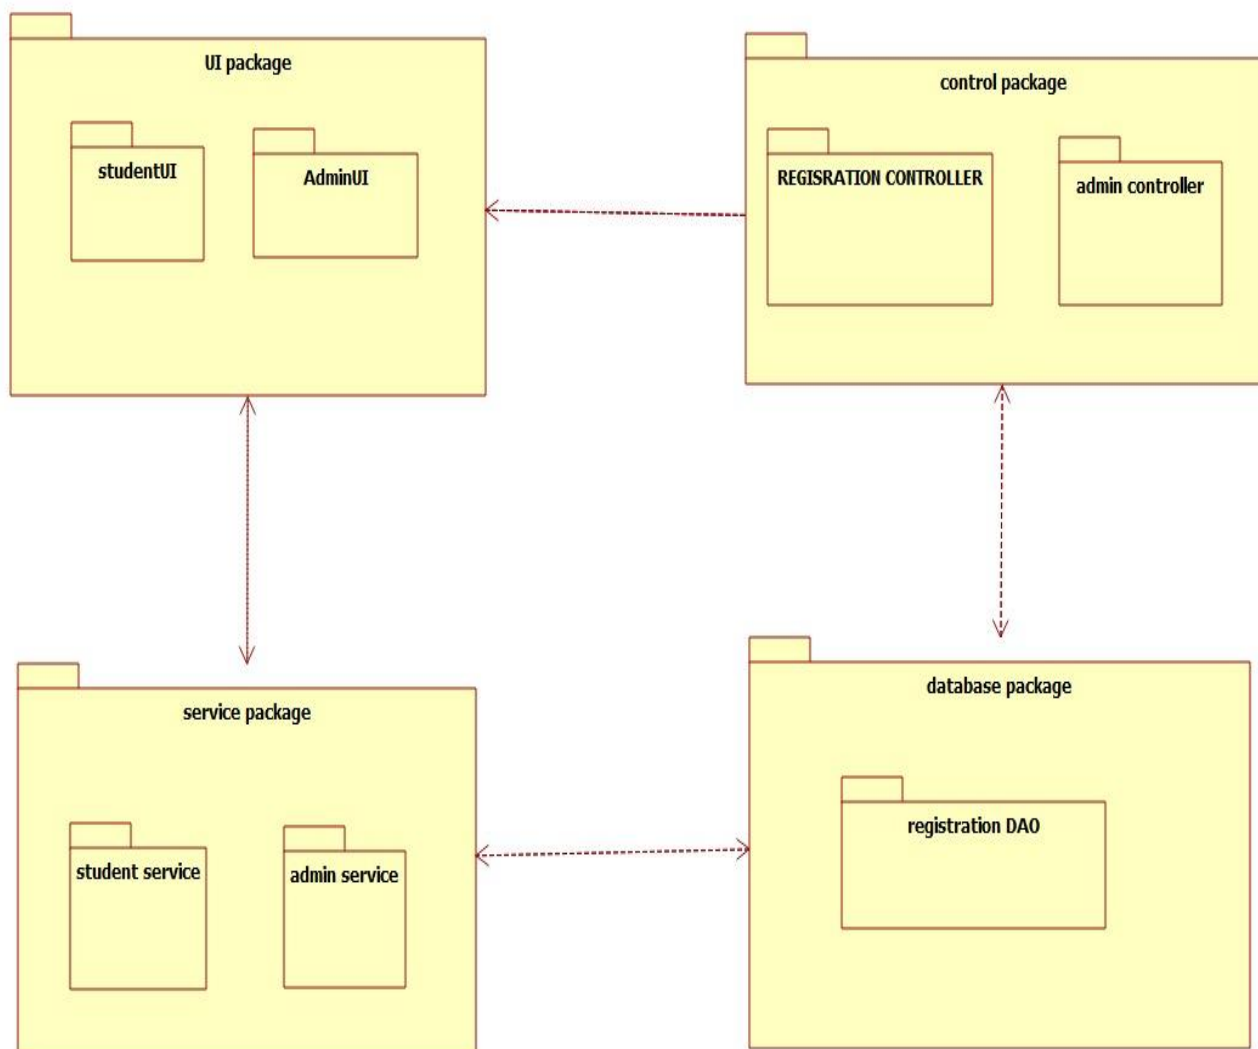 UI package
studentUI
AdminUI
control package
REGISRATION CONTROLLER
admin controller
service package
student service
admin service
database package
registration DAO